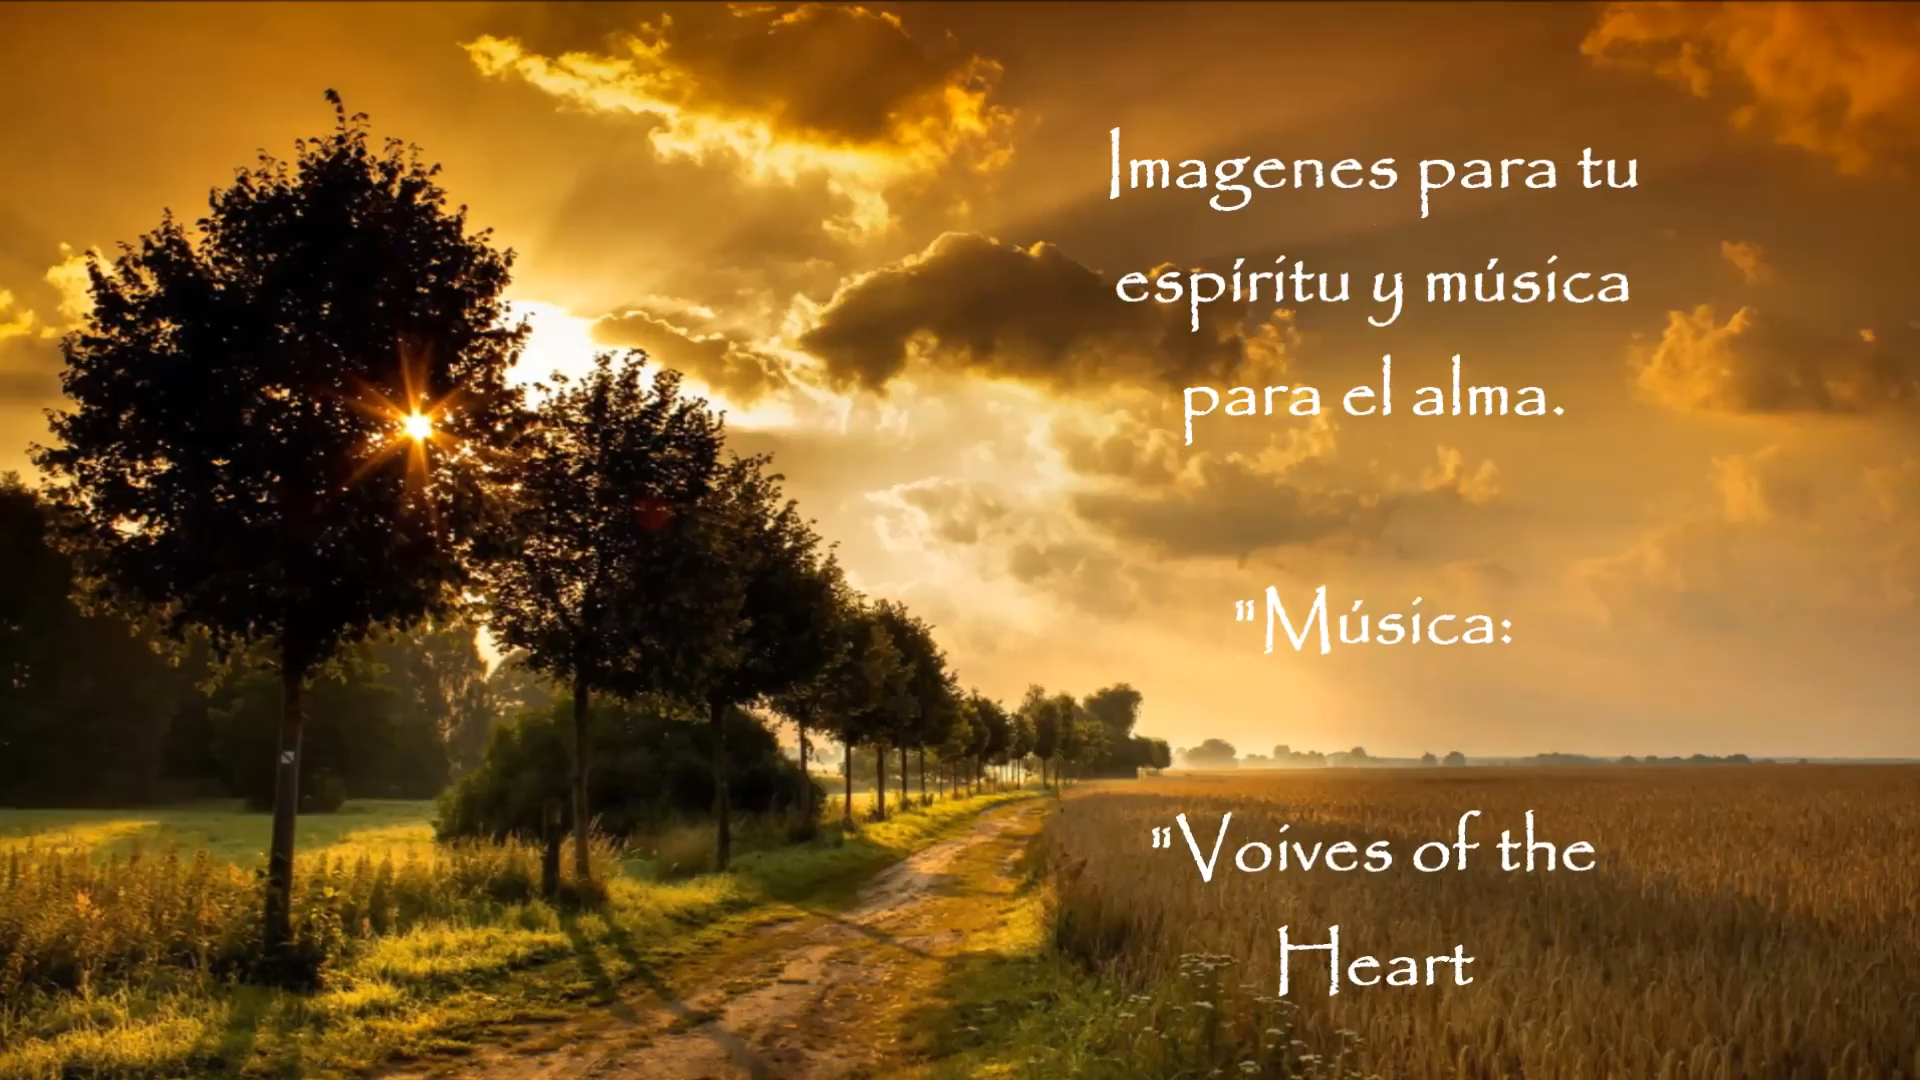 Imagenes para tu
espíritu y música
para el alma.
"Música:
"Voives of the
Heart